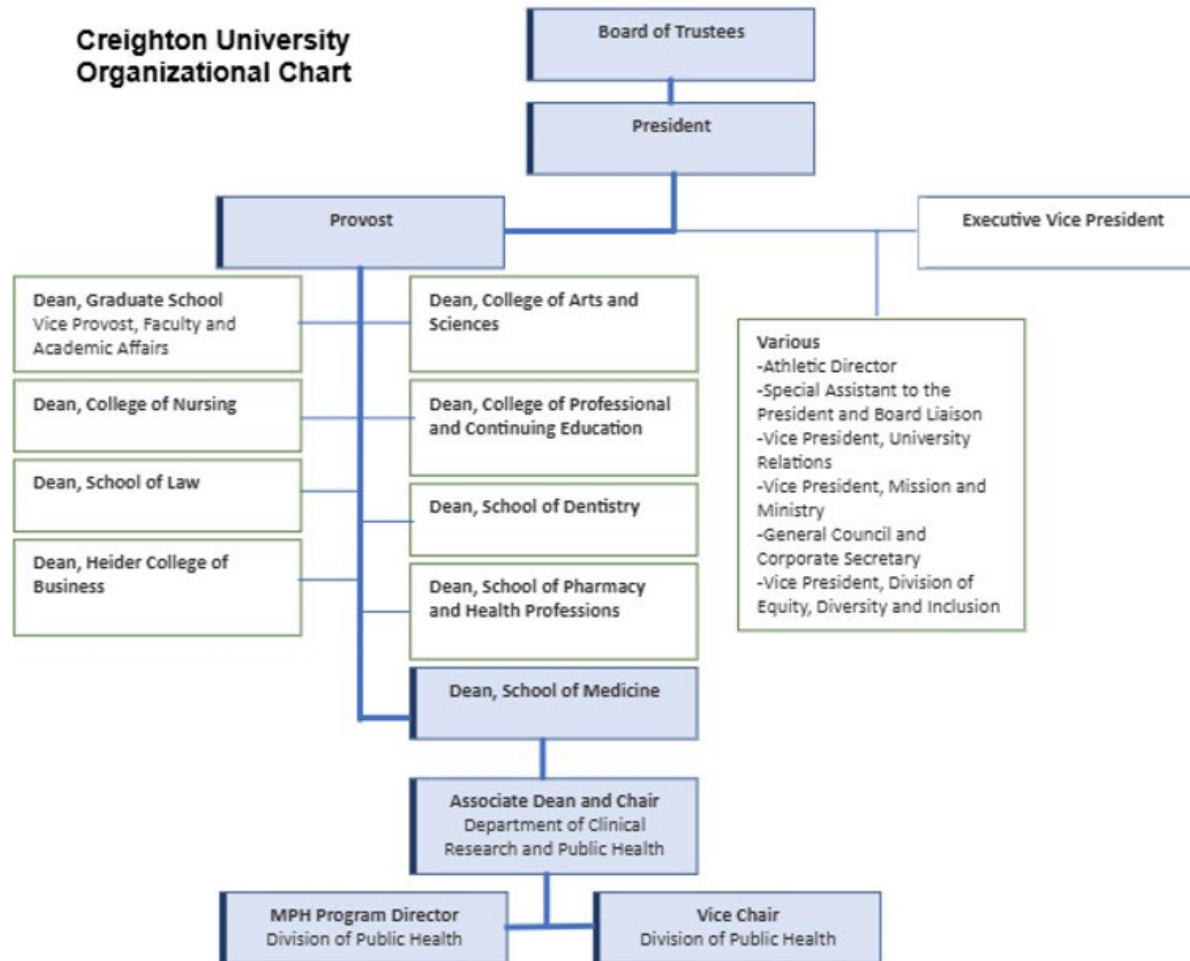 Creighton University
Organizational Chart
Board of Trustees
President
Provost
Executive Vice President
Dean, Graduate School
Vice Provost, Faculty and
Academic Affairs
Dean, College of Arts and
Sciences
Dean, College of Nursing
Dean, College of Professional
and Continuing Education
Dean, School of Law
Dean, School of Dentistry
Dean, Heider College of
Business
Dean, School of Pharmacy
and Health Professions
Various
-Athletic Director
-Special Assistant to the
President and Board Liaison
-Vice President, University
Relations
-Vice President, Mission and
Ministry
-General Council and
Corporate Secretary
-Vice President, Division of
Equity, Diversity and Inclusion
Dean, School of Medicine
Associate Dean and Chair
Department of Clinical
Research and Public Health
MPH Program Director
Division of Public Health
Vice Chair
Division of Public Health